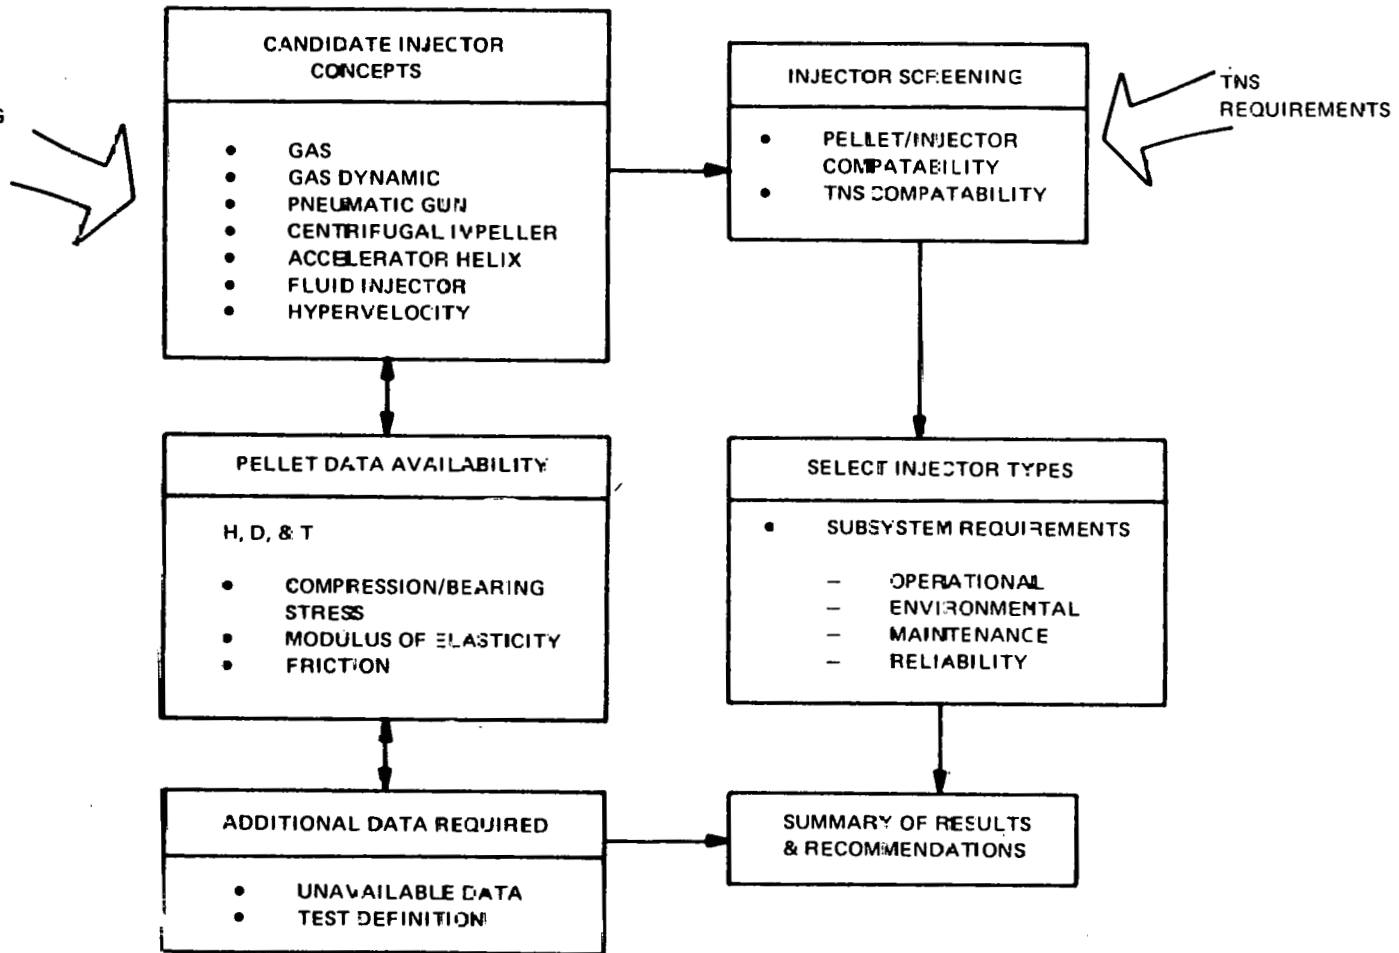 CANDIDATE INJECTOR
CONCEPTS
• GAS
• GAS DYNAMIC
• PNEUMATIC GUN
• CENTRIFUGAL IMPELLER
• ACCELERATOR HELIX
• FLUID INJECTOR
• HYPERVELOCITY
INJECTOR SCREENING
• PELLET/INJECTOR
COMPATABILITY
• TNS COMPATABILITY
TNS
REQUIREMENTS
PELLET DATA AVAILABILITY
H, D, & T
• COMPRESSION/BEARING
STRESS
• MODULUS OF ELASTICITY
• FRICTION
SELECT INJECTOR TYPES
• SUBSYSTEM REQUIREMENTS
– OPERATIONAL
– ENVIRONMENTAL
– MAINTENANCE
– RELIABILITY
ADDITIONAL DATA REQUIRED
• UNAVAILABLE DATA
• TEST DEFINITION
SUMMARY OF RESULTS
& RECOMMENDATIONS